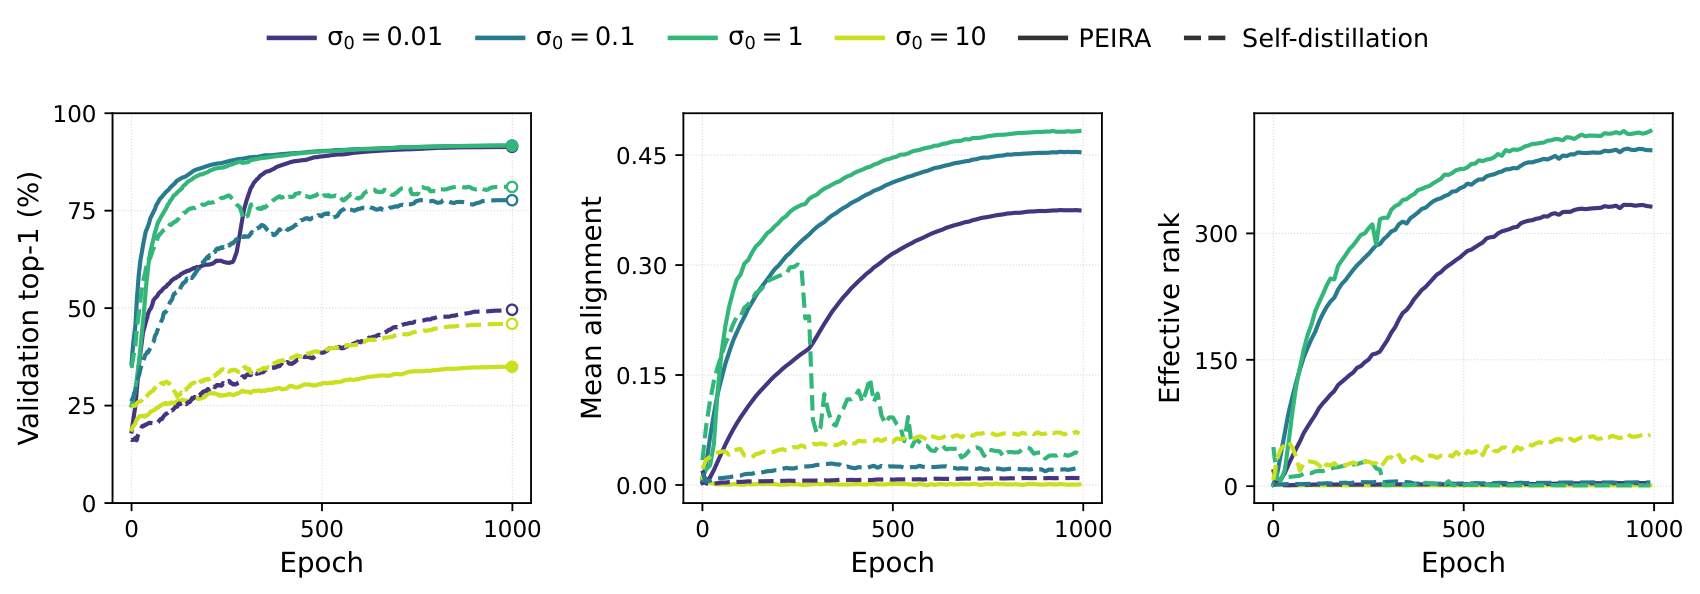 σ₀ = 0.01 σ₀ = 0.1 σ₀ = 1 σ₀ = 10 PEIRA Self-distillation
Validation top-1 (%)
100
75
50
25
0
0 500 1000
Epoch
Mean alignment
0.45
0.30
0.15
0.00
0 500 1000
Epoch
Effective rank
300
150
0
0 500 1000
Epoch